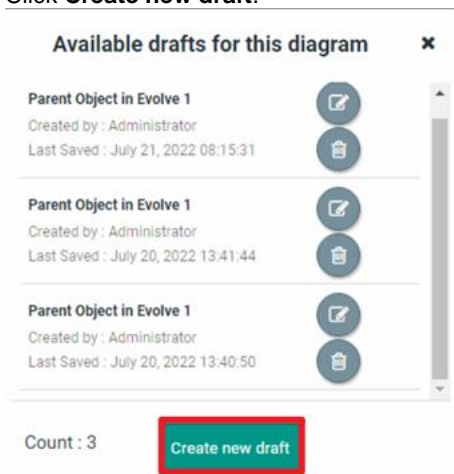 Click Create new draft.
Available drafts for this diagram
Parent Object in Evolve 1
Created by : Administrator
Last Saved : July 21, 2022 08:15:31
Parent Object in Evolve 1
Created by : Administrator
Last Saved : July 20, 2022 13:41:44
Parent Object in Evolve 1
Created by : Administrator
Last Saved : July 20, 2022 13:40:50
Count : 3
Create new draft